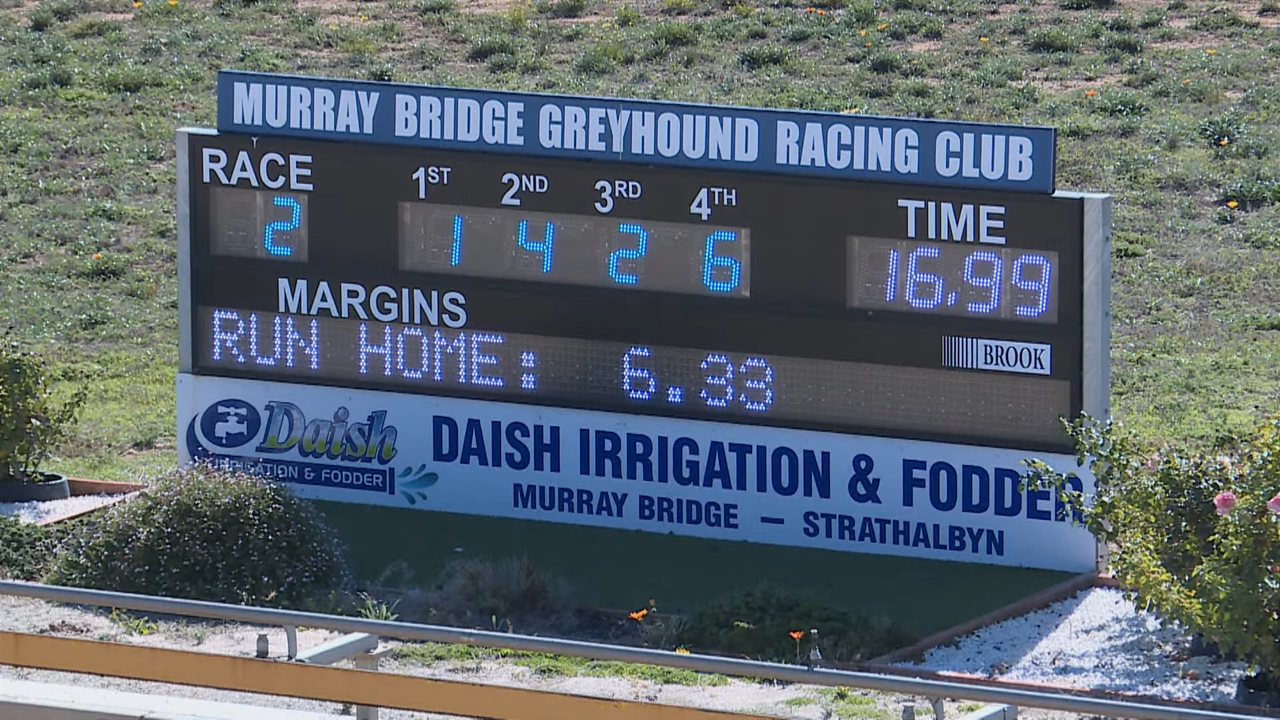 MURRAY BRIDGE GREYHOUND RACING CLUB
RACE 1ST 2ND 3RD 4TH TIME
2 1 4 2 6 16.99
MARGINS
RUN HOME: 6.33
BROOK
Daish
IRRIGATION & FODDER
DAISH IRRIGATION & FODDER
MURRAY BRIDGE — STRATHALBYN